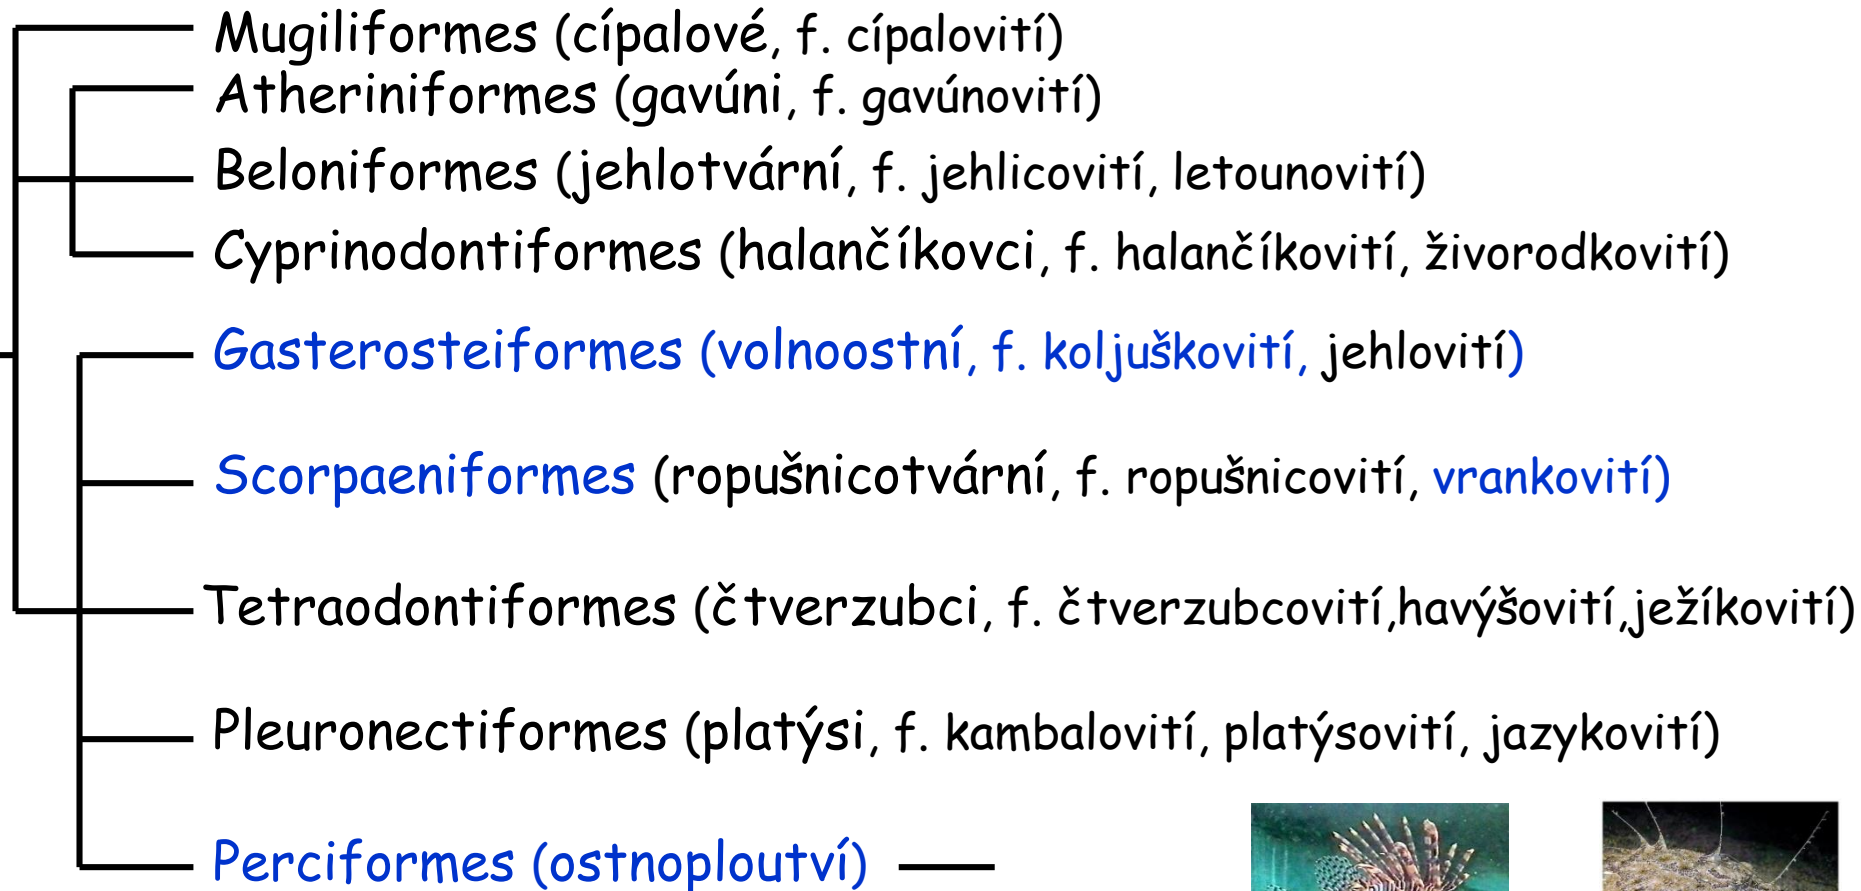 Mugiliformes (cípalové, f. cípalovití)
Atheriniformes (gavúni, f. gavúnovití)
Beloniformes (jehlotvární, f. jehlicovití, letounovití)
Cyprinodontiformes (halančíkovci, f. halančíkovití, živorodkovití)
Gasterosteiformes (volnoostní, f. koljuškovití, jehlovití)
Scorpaeniformes (ropušnicotvární, f. ropušnicovití, vrankovití)
Tetraodontiformes (čtverzubci, f. čtverzubcovití,havýšovití,ježíkovití)
Pleuronectiformes (platýsi, f. kambalovití, platýsovití, jazykovití)
Perciformes (ostnoploutví)